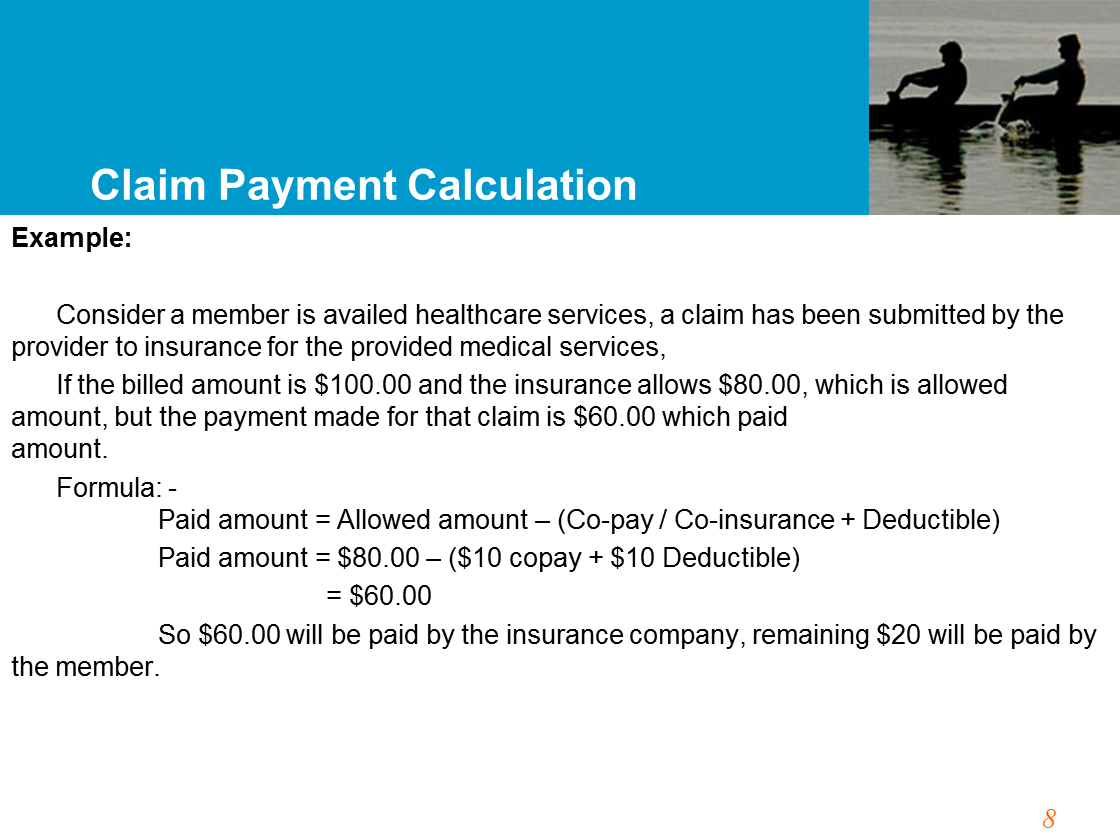 Claim Payment Calculation
Example:
Consider a member is availed healthcare services, a claim has been submitted by the
provider to insurance for the provided medical services,
If the billed amount is $100.00 and the insurance allows $80.00, which is allowed
amount, but the payment made for that claim is $60.00 which paid
amount.
Formula: -
Paid amount = Allowed amount – (Co-pay / Co-insurance + Deductible)
Paid amount = $80.00 – ($10 copay + $10 Deductible)
= $60.00
So $60.00 will be paid by the insurance company, remaining $20 will be paid by
the member.
8